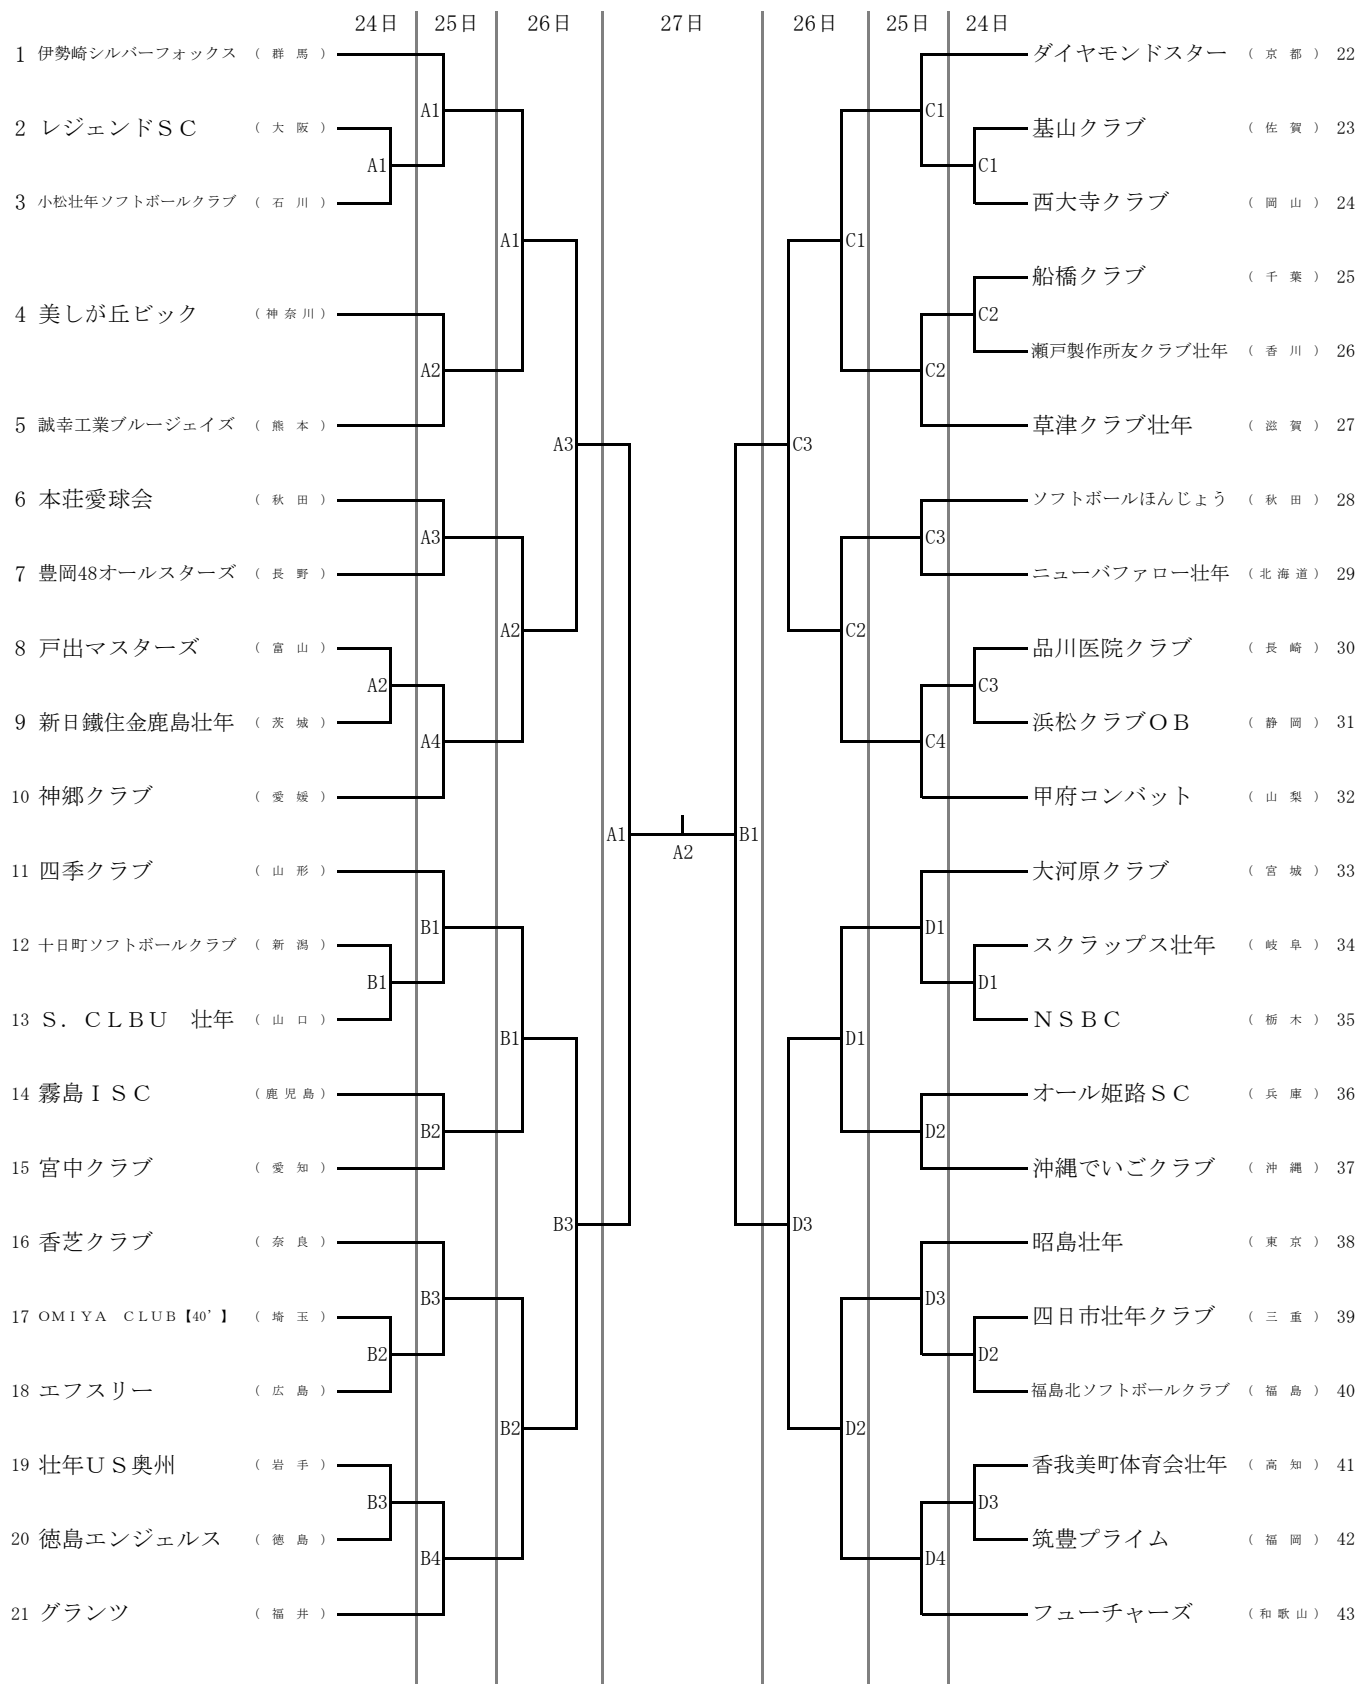 24日 25日 26日 27日 26日 25日 24日
1 伊勢崎シルバーフォックス （ 群 馬 ）
2 レジェンドＳＣ （ 大 阪 ）
3 小松壮年ソフトボールクラブ （ 石 川 ）
4 美しが丘ビック （ 神 奈 川 ）
5 誠幸工業ブルージェイズ （ 熊 本 ）
6 本荘愛球会 （ 秋 田 ）
7 豊岡48オールスターズ （ 長 野 ）
8 戸出マスターズ （ 富 山 ）
9 新日鐵住金鹿島壮年 （ 茨 城 ）
10 神郷クラブ （ 愛 媛 ）
11 四季クラブ （ 山 形 ）
12 十日町ソフトボールクラブ （ 新 潟 ）
13 Ｓ．ＣＬＢＵ　壮年 （ 山 口 ）
14 霧島ＩＳＣ （ 鹿 児 島 ）
15 宮中クラブ （ 愛 知 ）
16 香芝クラブ （ 奈 良 ）
17 ＯＭＩＹＡ　ＣＬＵＢ【40’】 （ 埼 玉 ）
18 エフスリー （ 広 島 ）
19 壮年ＵＳ奥州 （ 岩 手 ）
20 徳島エンジェルス （ 徳 島 ）
21 グランツ （ 福 井 ）
A1
A2
B1
B2
B3
A1
A2
A3
A4
B1
B2
B3
B4
A1
A2
B1
B2
A3
B3
A1
A2
B1
C3
D3
C1
C2
D1
D2
C1
C2
C3
C4
D1
D2
D3
D4
C1
C2
C3
D1
D2
D3
ダイヤモンドスター （ 京 都 ） 22
基山クラブ （ 佐 賀 ） 23
西大寺クラブ （ 岡 山 ） 24
船橋クラブ （ 千 葉 ） 25
瀬戸製作所友クラブ壮年 （ 香 川 ） 26
草津クラブ壮年 （ 滋 賀 ） 27
ソフトボールほんじょう （ 秋 田 ） 28
ニューバファロー壮年 （ 北 海 道 ） 29
品川医院クラブ （ 長 崎 ） 30
浜松クラブＯＢ （ 静 岡 ） 31
甲府コンバット （ 山 梨 ） 32
大河原クラブ （ 宮 城 ） 33
スクラップス壮年 （ 岐 阜 ） 34
ＮＳＢＣ （ 栃 木 ） 35
オール姫路ＳＣ （ 兵 庫 ） 36
沖縄でいごクラブ （ 沖 縄 ） 37
昭島壮年 （ 東 京 ） 38
四日市壮年クラブ （ 三 重 ） 39
福島北ソフトボールクラブ （ 福 島 ） 40
香我美町体育会壮年 （ 高 知 ） 41
筑豊プライム （ 福 岡 ） 42
フューチャーズ （ 和 歌 山 ） 43